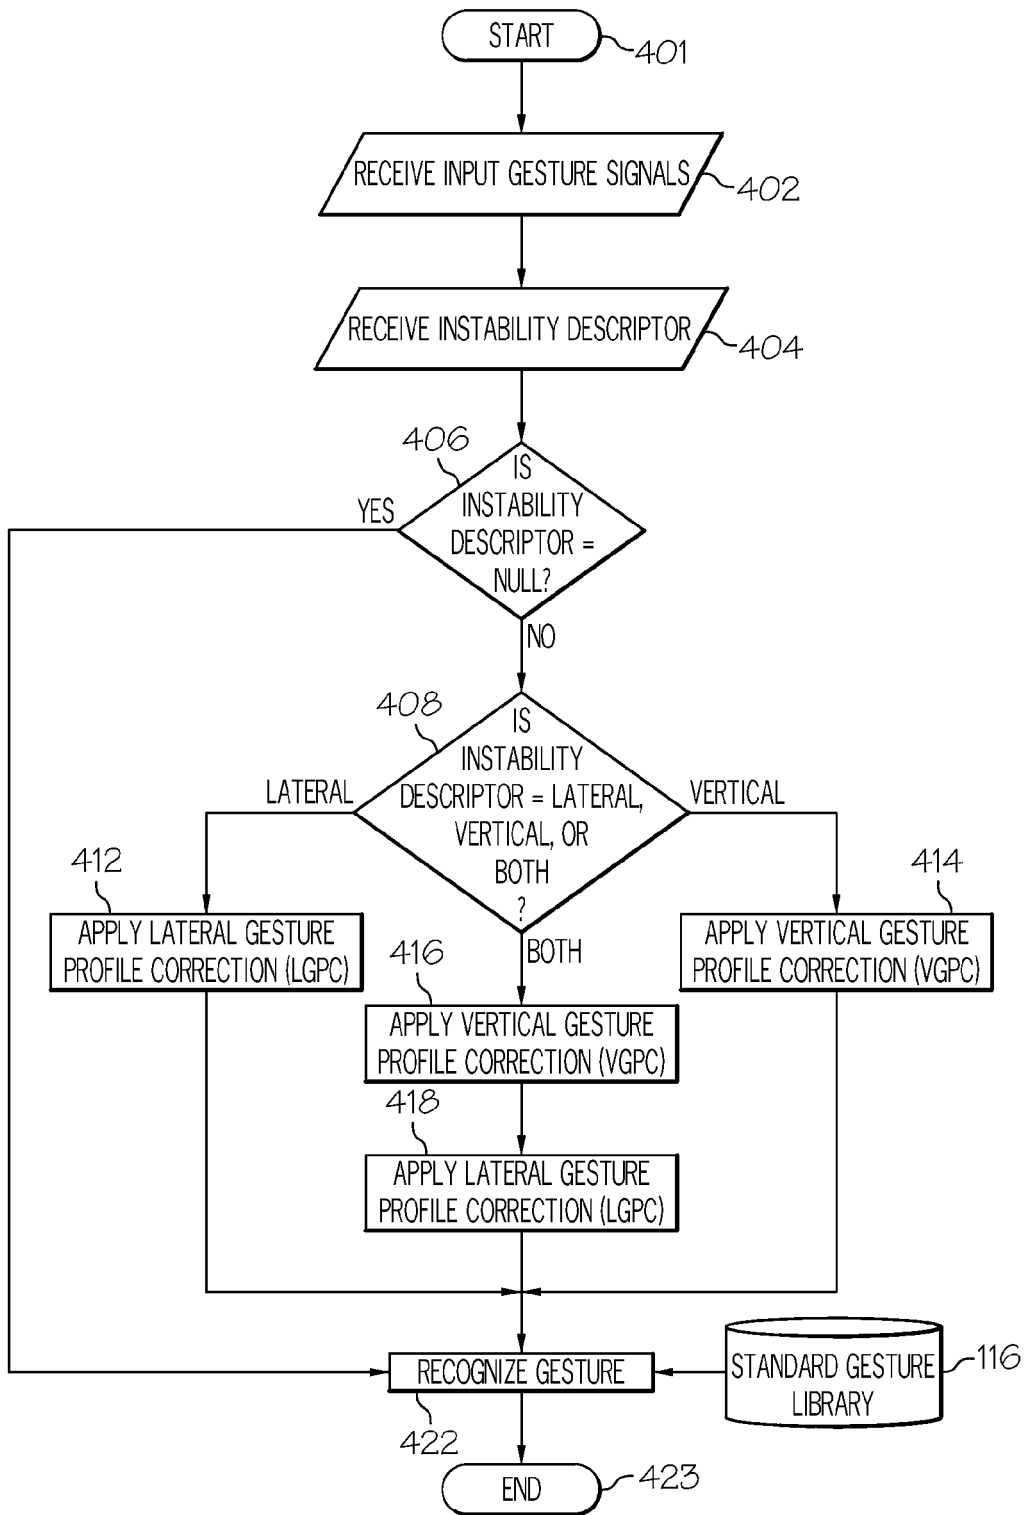 START
401
RECEIVE INPUT GESTURE SIGNALS
402
RECEIVE INSTABILITY DESCRIPTOR
404
406
IS
INSTABILITY
DESCRIPTOR =
NULL?
YES
NO
408
IS
INSTABILITY
DESCRIPTOR = LATERAL,
VERTICAL, OR
BOTH
?
LATERAL
VERTICAL
BOTH
412
APPLY LATERAL GESTURE
PROFILE CORRECTION (LGPC)
414
APPLY VERTICAL GESTURE
PROFILE CORRECTION (VGPC)
416
APPLY VERTICAL GESTURE
PROFILE CORRECTION (VGPC)
418
APPLY LATERAL GESTURE
PROFILE CORRECTION (LGPC)
RECOGNIZE GESTURE
422
STANDARD GESTURE
LIBRARY
116
END
423